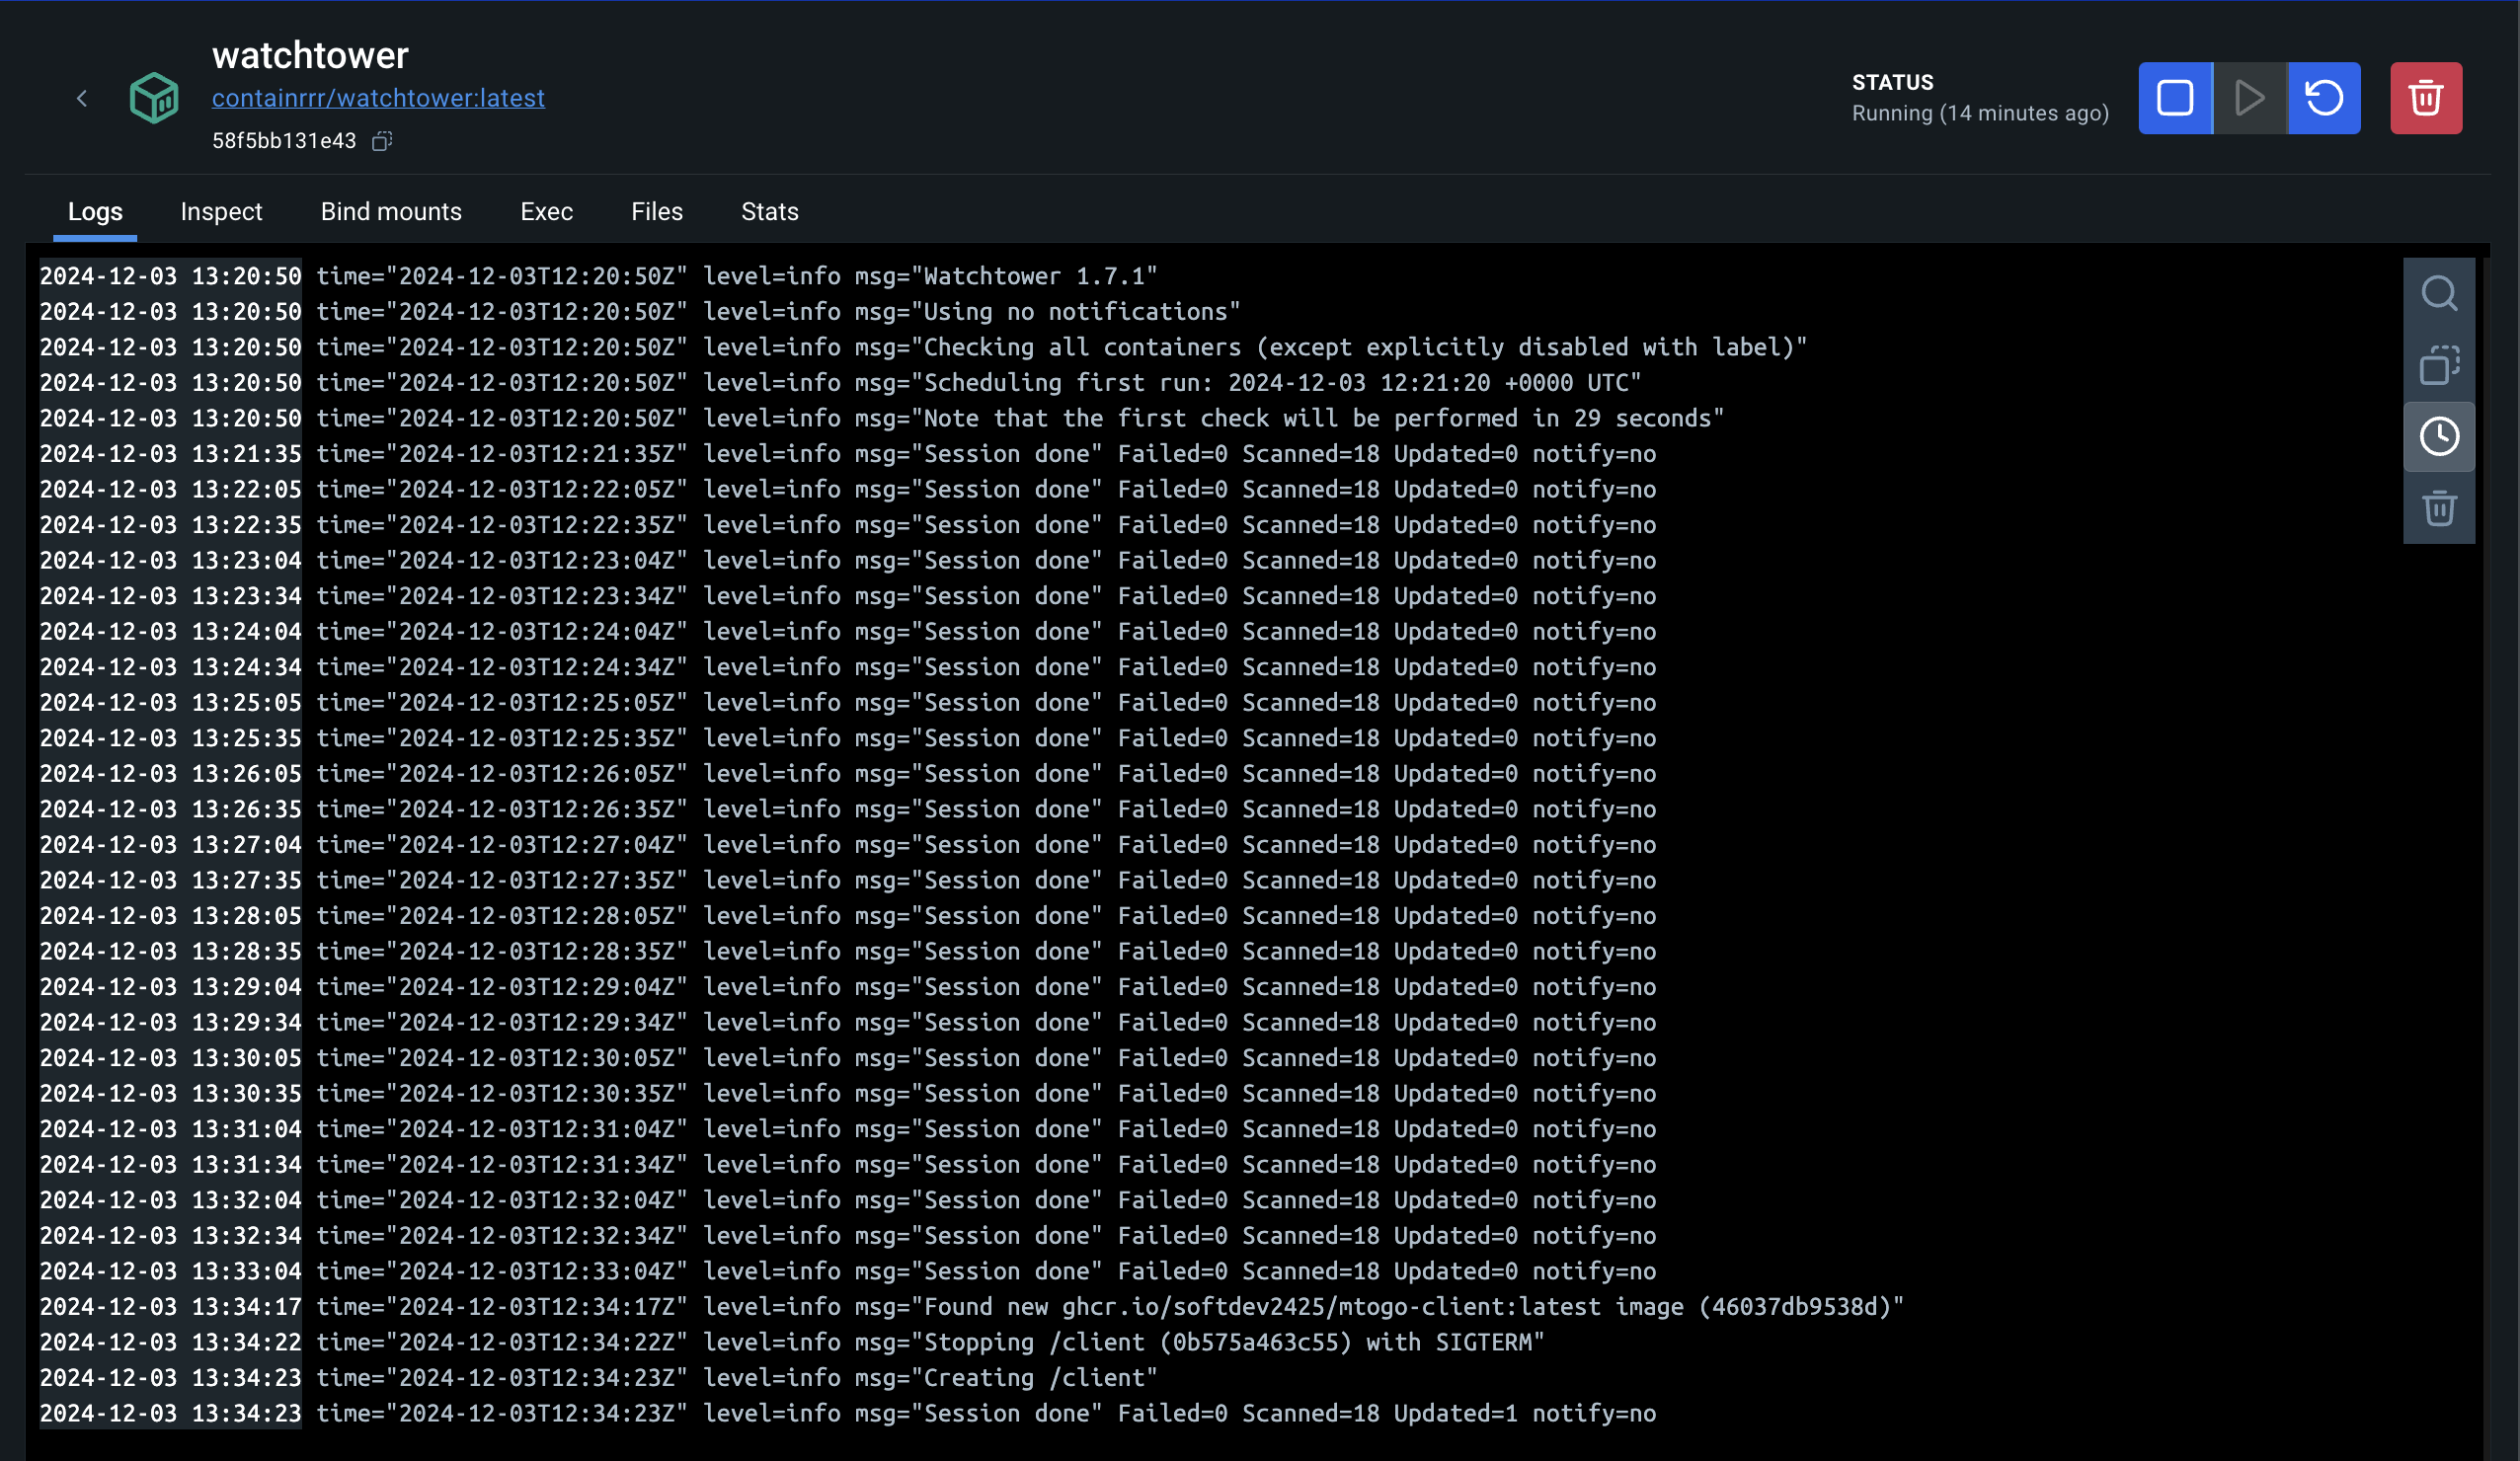 watchtower
containrrr/watchtower:latest
58f5bb131e43
STATUS
Running (14 minutes ago)
Logs Inspect Bind mounts Exec Files Stats
2024-12-03 13:20:50 time="2024-12-03T12:20:50Z" level=info msg="Watchtower 1.7.1"
2024-12-03 13:20:50 time="2024-12-03T12:20:50Z" level=info msg="Using no notifications"
2024-12-03 13:20:50 time="2024-12-03T12:20:50Z" level=info msg="Checking all containers (except explicitly disabled with label)"
2024-12-03 13:20:50 time="2024-12-03T12:20:50Z" level=info msg="Scheduling first run: 2024-12-03 12:21:20 +0000 UTC"
2024-12-03 13:20:50 time="2024-12-03T12:20:50Z" level=info msg="Note that the first check will be performed in 29 seconds"
2024-12-03 13:21:35 time="2024-12-03T12:21:35Z" level=info msg="Session done" Failed=0 Scanned=18 Updated=0 notify=no
2024-12-03 13:22:05 time="2024-12-03T12:22:05Z" level=info msg="Session done" Failed=0 Scanned=18 Updated=0 notify=no
2024-12-03 13:22:35 time="2024-12-03T12:22:35Z" level=info msg="Session done" Failed=0 Scanned=18 Updated=0 notify=no
2024-12-03 13:23:04 time="2024-12-03T12:23:04Z" level=info msg="Session done" Failed=0 Scanned=18 Updated=0 notify=no
2024-12-03 13:23:34 time="2024-12-03T12:23:34Z" level=info msg="Session done" Failed=0 Scanned=18 Updated=0 notify=no
2024-12-03 13:24:04 time="2024-12-03T12:24:04Z" level=info msg="Session done" Failed=0 Scanned=18 Updated=0 notify=no
2024-12-03 13:24:34 time="2024-12-03T12:24:34Z" level=info msg="Session done" Failed=0 Scanned=18 Updated=0 notify=no
2024-12-03 13:25:05 time="2024-12-03T12:25:05Z" level=info msg="Session done" Failed=0 Scanned=18 Updated=0 notify=no
2024-12-03 13:25:35 time="2024-12-03T12:25:35Z" level=info msg="Session done" Failed=0 Scanned=18 Updated=0 notify=no
2024-12-03 13:26:05 time="2024-12-03T12:26:05Z" level=info msg="Session done" Failed=0 Scanned=18 Updated=0 notify=no
2024-12-03 13:26:35 time="2024-12-03T12:26:35Z" level=info msg="Session done" Failed=0 Scanned=18 Updated=0 notify=no
2024-12-03 13:27:04 time="2024-12-03T12:27:04Z" level=info msg="Session done" Failed=0 Scanned=18 Updated=0 notify=no
2024-12-03 13:27:35 time="2024-12-03T12:27:35Z" level=info msg="Session done" Failed=0 Scanned=18 Updated=0 notify=no
2024-12-03 13:28:05 time="2024-12-03T12:28:05Z" level=info msg="Session done" Failed=0 Scanned=18 Updated=0 notify=no
2024-12-03 13:28:35 time="2024-12-03T12:28:35Z" level=info msg="Session done" Failed=0 Scanned=18 Updated=0 notify=no
2024-12-03 13:29:04 time="2024-12-03T12:29:04Z" level=info msg="Session done" Failed=0 Scanned=18 Updated=0 notify=no
2024-12-03 13:29:34 time="2024-12-03T12:29:34Z" level=info msg="Session done" Failed=0 Scanned=18 Updated=0 notify=no
2024-12-03 13:30:05 time="2024-12-03T12:30:05Z" level=info msg="Session done" Failed=0 Scanned=18 Updated=0 notify=no
2024-12-03 13:30:35 time="2024-12-03T12:30:35Z" level=info msg="Session done" Failed=0 Scanned=18 Updated=0 notify=no
2024-12-03 13:31:04 time="2024-12-03T12:31:04Z" level=info msg="Session done" Failed=0 Scanned=18 Updated=0 notify=no
2024-12-03 13:31:34 time="2024-12-03T12:31:34Z" level=info msg="Session done" Failed=0 Scanned=18 Updated=0 notify=no
2024-12-03 13:32:04 time="2024-12-03T12:32:04Z" level=info msg="Session done" Failed=0 Scanned=18 Updated=0 notify=no
2024-12-03 13:32:34 time="2024-12-03T12:32:34Z" level=info msg="Session done" Failed=0 Scanned=18 Updated=0 notify=no
2024-12-03 13:33:04 time="2024-12-03T12:33:04Z" level=info msg="Session done" Failed=0 Scanned=18 Updated=0 notify=no
2024-12-03 13:34:17 time="2024-12-03T12:34:17Z" level=info msg="Found new ghcr.io/softdev2425/mtogo-client:latest image (46037db9538d)"
2024-12-03 13:34:22 time="2024-12-03T12:34:22Z" level=info msg="Stopping /client (0b575a463c55) with SIGTERM"
2024-12-03 13:34:23 time="2024-12-03T12:34:23Z" level=info msg="Creating /client"
2024-12-03 13:34:23 time="2024-12-03T12:34:23Z" level=info msg="Session done" Failed=0 Scanned=18 Updated=1 notify=no